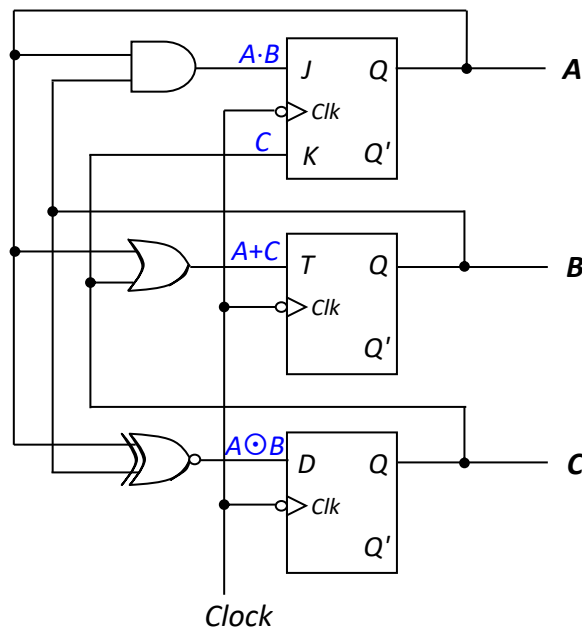 A·B J Q A
Clk
C K Q'
A+C T Q B
Clk
Q'
A⊙B D Q C
Clk
Q'
Clock